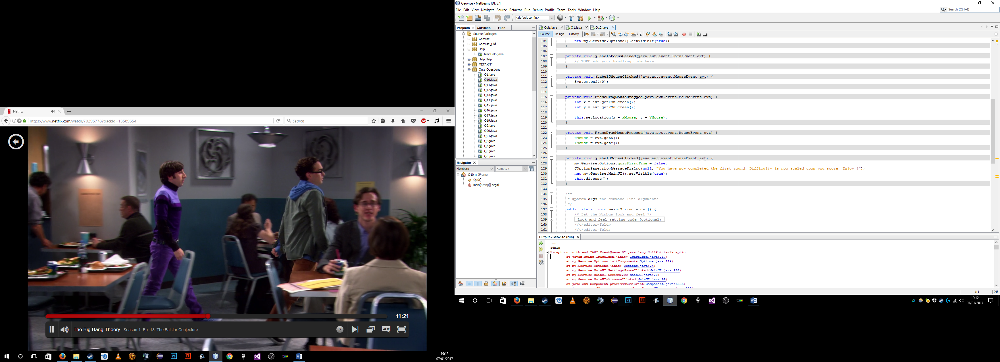 Netflix
https://www.netflix.com/watch/70295778?trackId=13589554
Search
ABP
11:21
The Big Bang Theory Season 1: Ep. 13 The Bat Jar Conjecture
?
19:12
07/01/2017
Geovise - NetBeans IDE 8.1
File Edit View Navigate Source Refactor Run Debug Profile Team Tools Window Help
Search (Ctrl+I)
<default config>
Projects Services Files
Source Packages
Geovise
Geovise_Old
Help
MainHelp.java
Help.Help
META-INF
Quiz_Questions
Q1.java
Q10.java
Q11.java
Q12.java
Q13.java
Q14.java
Q15.java
Q16.java
Q17.java
Q19.java
Q2.java
Q20.java
Q21.java
Q3.java
Q4.java
Q5.java
Q6.java
Navigator
Members <empty>
Q10 :: JFrame
Q10()
main(String[] args)
Quiz.java Q1.java Q10.java
Source Design History
104 new my.Geovise.Options().setVisible(true);
105 }
106
107 private void jLabel5FocusGained(java.awt.event.FocusEvent evt) {
108 // TODO add your handling code here:
109 }
110
111 private void jLabel5MouseClicked(java.awt.event.MouseEvent evt) {
112 System.exit(0);
113 }
114
115 private void FrameDragMouseDragged(java.awt.event.MouseEvent evt) {
116 int x = evt.getXOnScreen();
117 int y = evt.getYOnScreen();
118
119 this.setLocation(x - xMouse, y - YMouse);
120 }
121
122 private void FrameDragMousePressed(java.awt.event.MouseEvent evt) {
123 xMouse = evt.getX();
124 YMouse = evt.getY();
125 }
126
127 private void jLabel3MouseClicked(java.awt.event.MouseEvent evt) {
128 my.Geovise.Options.quizFirstTime = false;
129 JOptionPane.showMessageDialog(null, "You have now completed the first round. Difficulty is now scaled upon you score, Enjoy !");
130 new my.Geovise.MainUI().setVisible(true);
131 this.dispose();
132 }
133
134 /**
135 * @param args the command line arguments
136 */
137 public static void main(String args[]) {
138 /* Set the Nimbus look and feel */
139 Look and feel setting code (optional)
160 //</editor-fold>
161 //</editor-fold>
Output - Geovise (run)
run:
admin
Exception in thread "AWT-EventQueue-0" java.lang.NullPointerException
at javax.swing.ImageIcon.<init>(ImageIcon.java:217)
at my.Geovise.Options.initComponents(Options.java:114)
at my.Geovise.Options.<init>(Options.java:24)
at my.Geovise.MainUI.SettingsMouseClicked(MainUI.java:293)
at my.Geovise.MainUI.access$200(MainUI.java:20)
at my.Geovise.MainUI$3.mouseClicked(MainUI.java:95)
at java.awt.Component.processMouseEvent(Component.java:6536)
1:1 INS
19:12
07/01/2017